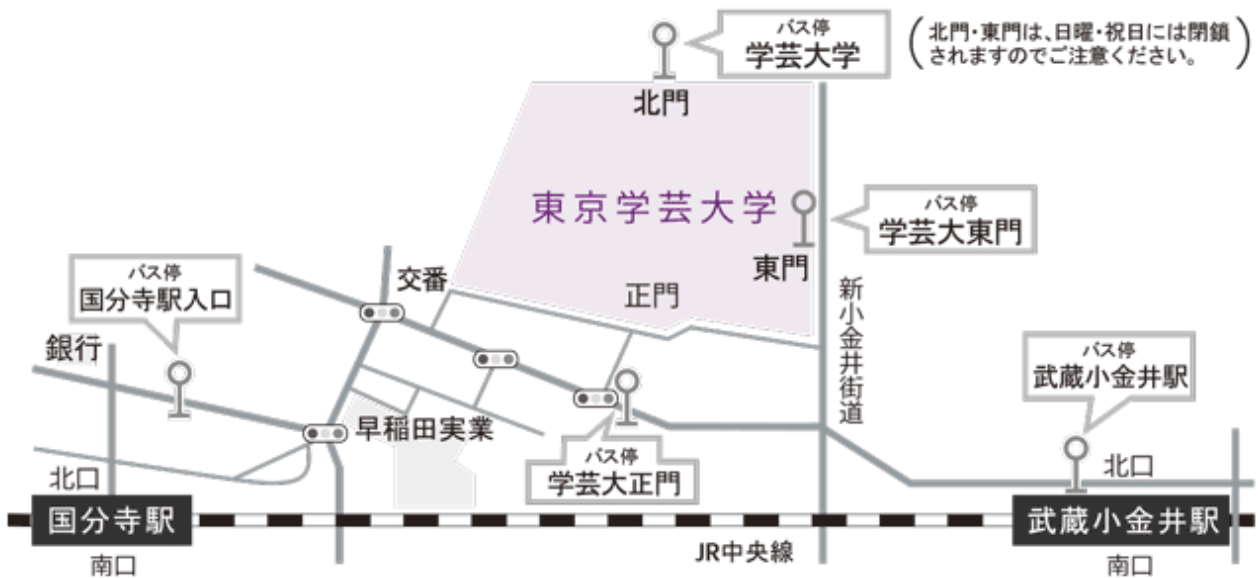 バス停
学芸大学
(北門・東門は、日曜・祝日には閉鎖
されますのでご注意ください。)
北門
東京学芸大学
バス停
学芸大東門
東門
バス停
国分寺駅入口
交番
正門
新小金井街道
銀行
バス停
武蔵小金井駅
早稲田実業
バス停
学芸大正門
北口
北口
国分寺駅
武蔵小金井駅
JR中央線
南口
南口